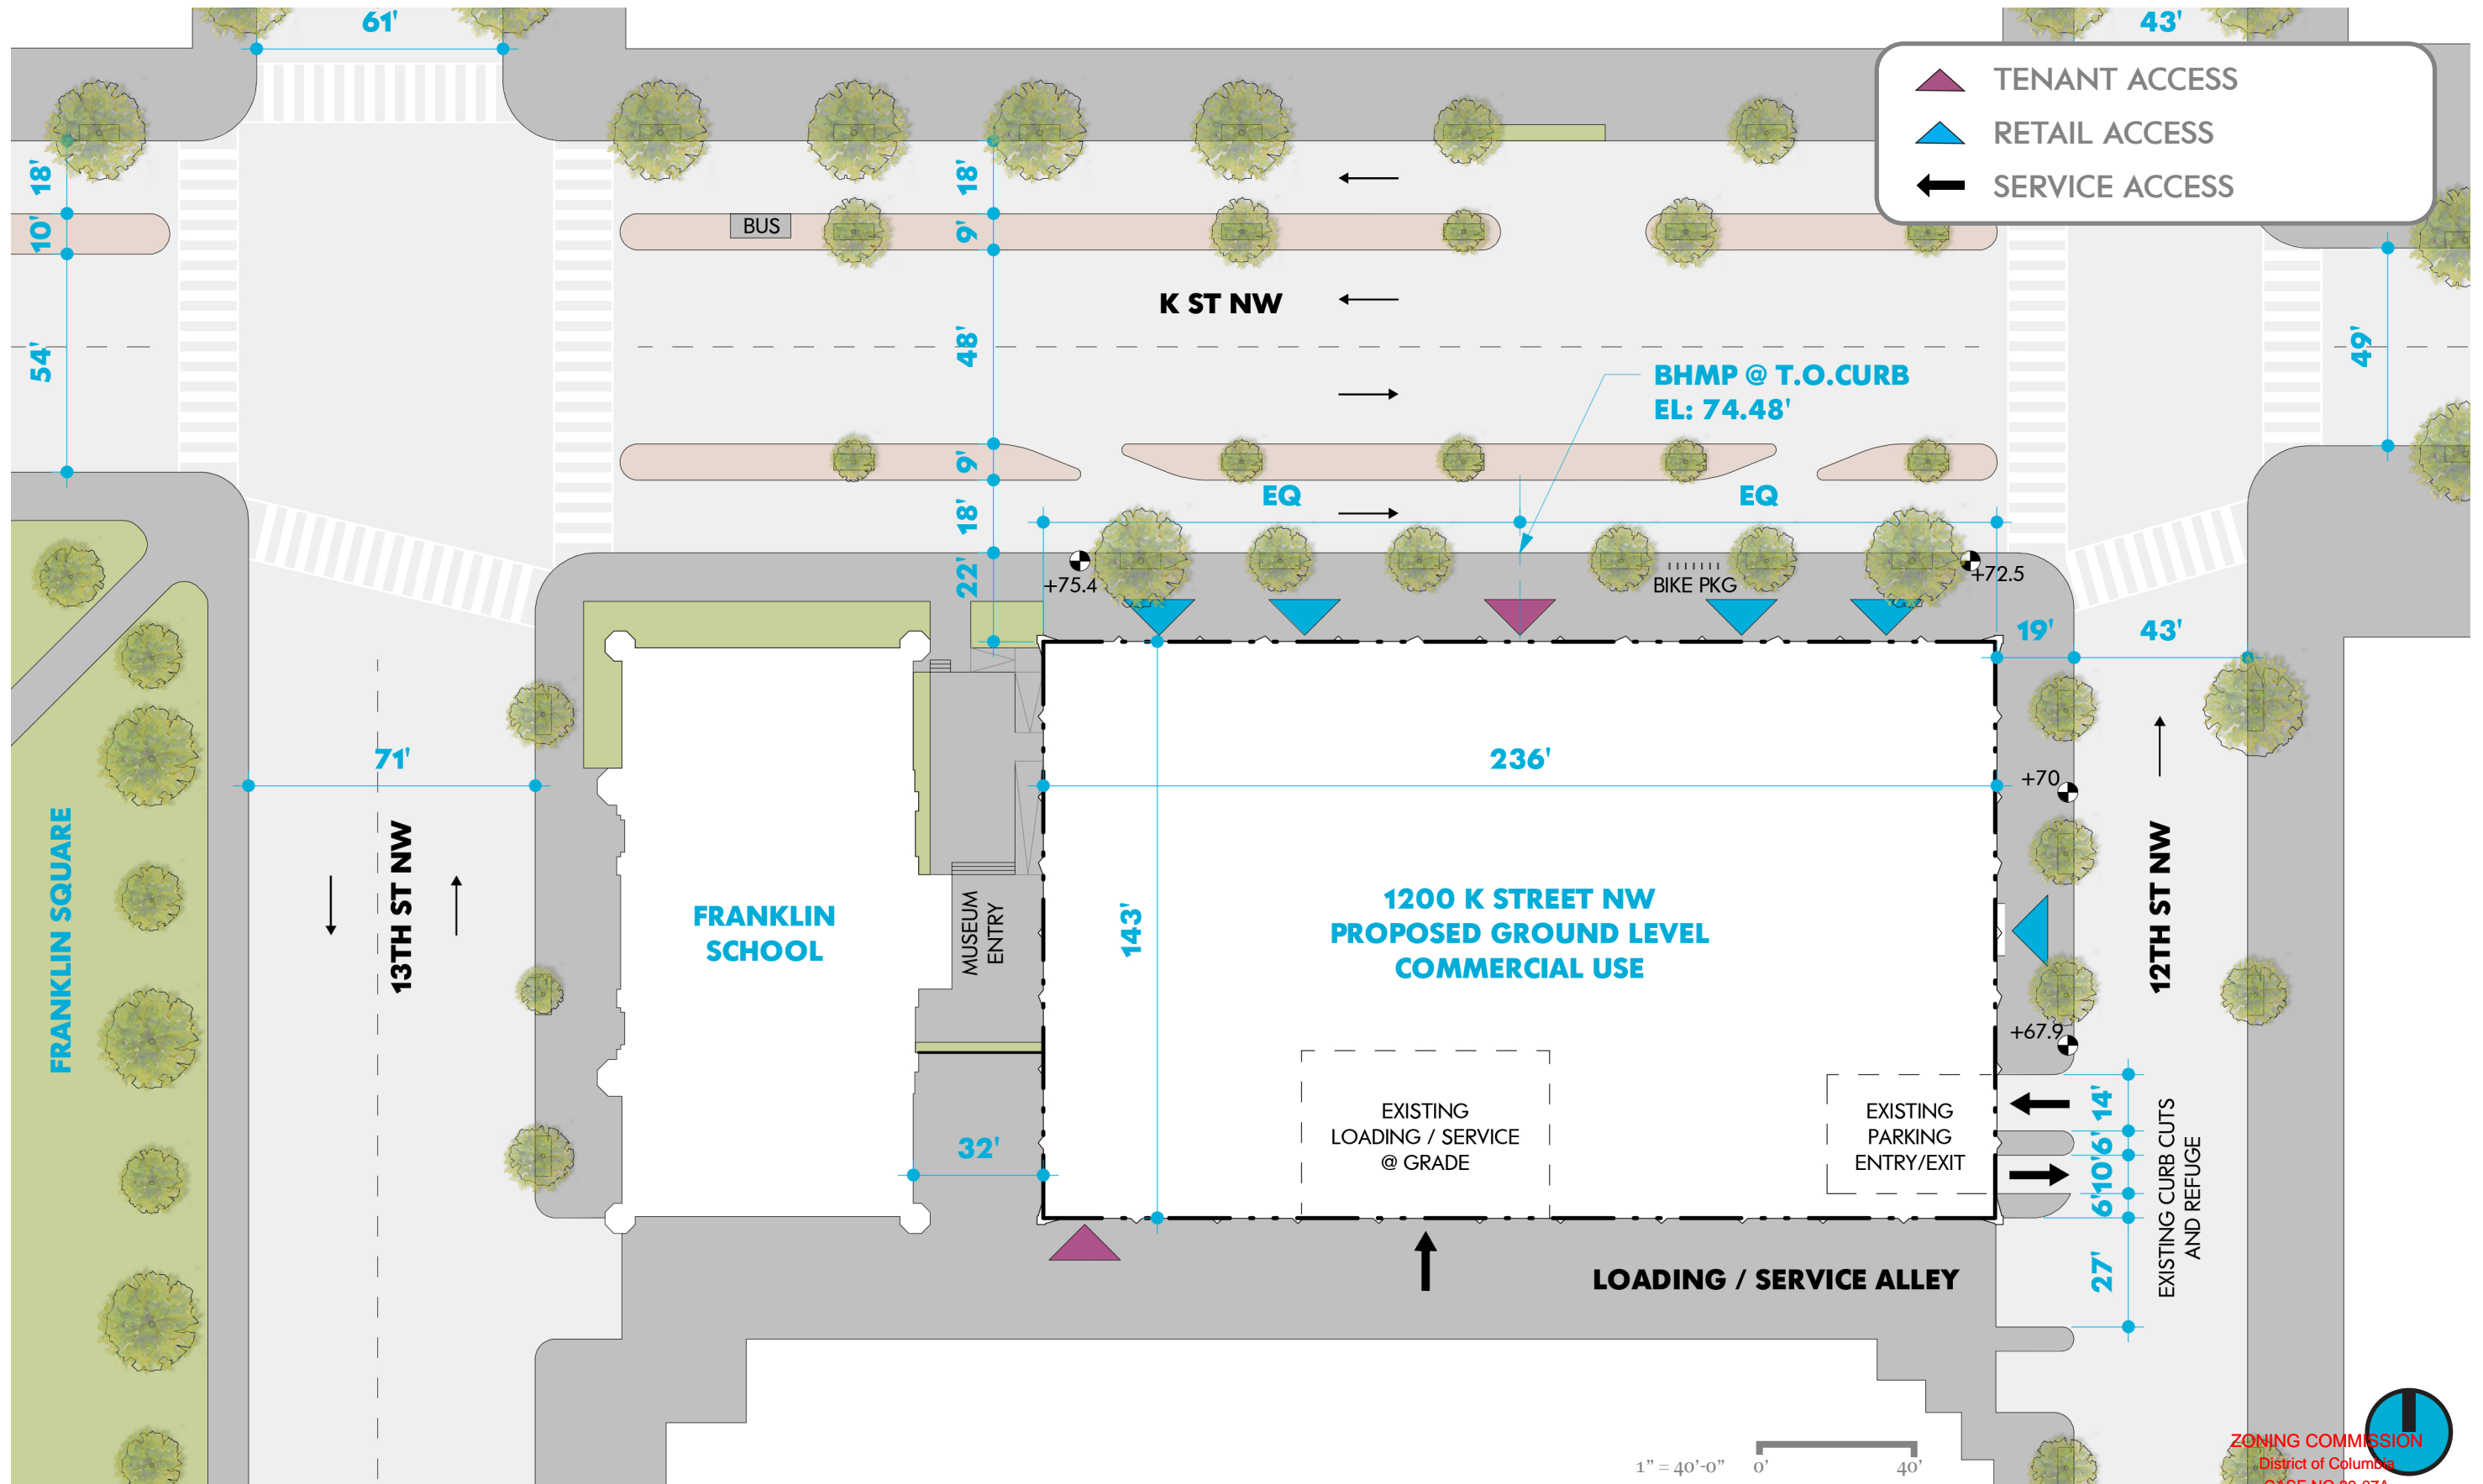 61'
43'
TENANT ACCESS
RETAIL ACCESS
SERVICE ACCESS
18'
10'
54'
18'
9'
48'
9'
18'
22'
BUS
K ST NW
49'
BHMP @ T.O.CURB
EL: 74.48'
EQ
EQ
+75.4
BIKE PKG
+72.5
19'
43'
71'
236'
+70
FRANKLIN SQUARE
13TH ST NW
FRANKLIN
SCHOOL
MUSEUM
ENTRY
143'
1200 K STREET NW
PROPOSED GROUND LEVEL
COMMERCIAL USE
12TH ST NW
+67.9
32'
EXISTING
LOADING / SERVICE
@ GRADE
EXISTING
PARKING
ENTRY/EXIT
14'
6'
10'
6'
27'
EXISTING CURB CUTS
AND REFUGE
LOADING / SERVICE ALLEY
1" = 40'-0"
0'
40'
ZONING COMMISSION
District of Columbia